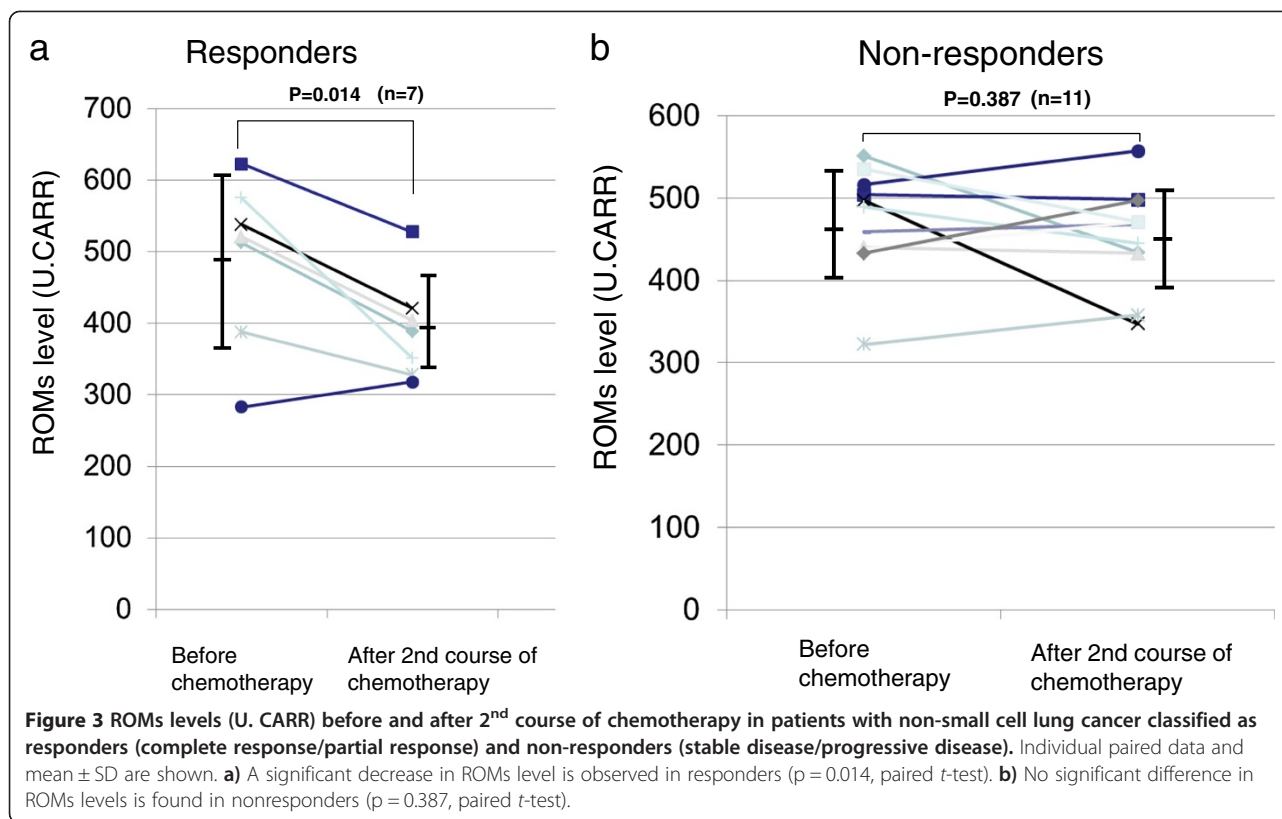 a
Responders
P=0.014 (n=7)
ROMs level (U.CARR)
700
600
500
400
300
200
100
0
Before
chemotherapy
After 2nd course of
chemotherapy
b
Non-responders
P=0.387 (n=11)
ROMs level (U.CARR)
600
500
400
300
200
100
0
Before
chemotherapy
After 2nd course of
chemotherapy
Figure 3 ROMs levels (U. CARR) before and after 2nd course of chemotherapy in patients with non-small cell lung cancer classified as
responders (complete response/partial response) and non-responders (stable disease/progressive disease). Individual paired data and
mean ± SD are shown. a) A significant decrease in ROMs level is observed in responders (p = 0.014, paired t-test). b) No significant difference in
ROMs levels is found in nonresponders (p = 0.387, paired t-test).